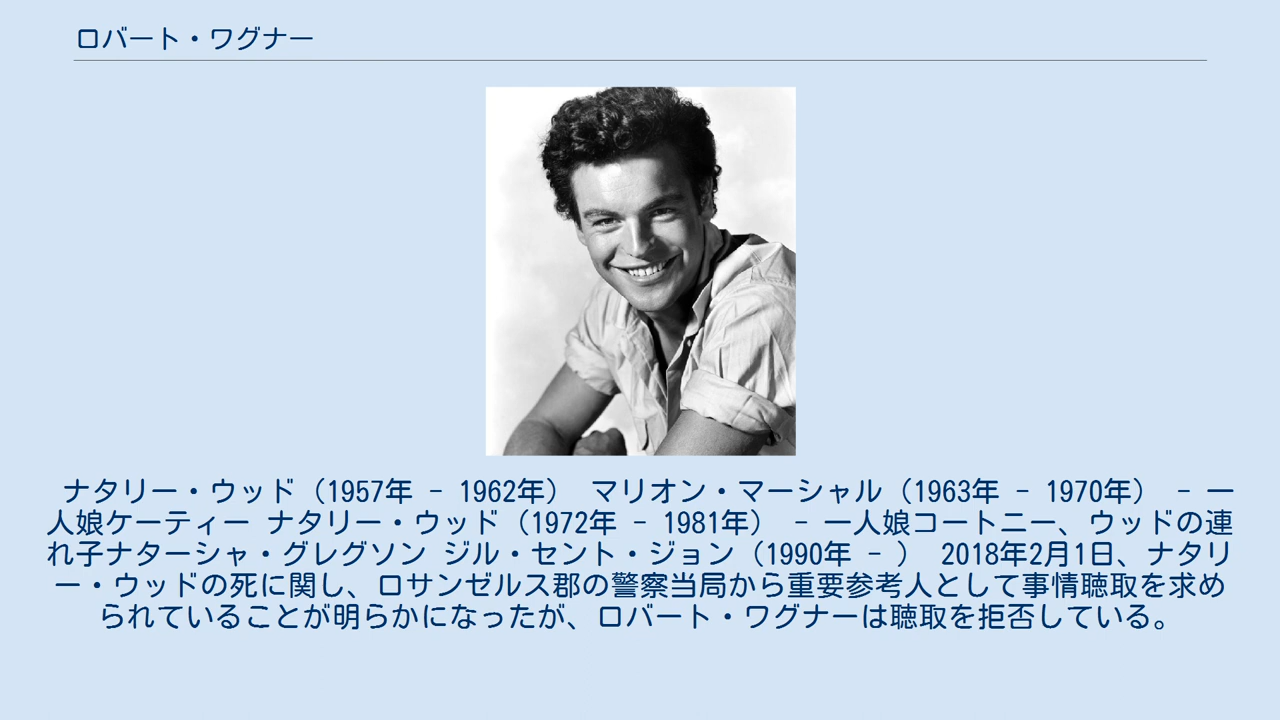 ロバート・ワグナー
ナタリー・ウッド（1957年 - 1962年） マリオン・マーシャル（1963年 - 1970年） - 一
人娘ケーティー ナタリー・ウッド（1972年 - 1981年） - 一人娘コートニー、ウッドの連
れ子ナターシャ・グレグソン ジル・セント・ジョン（1990年 - ） 2018年2月1日、ナタリ
ー・ウッドの死に関し、ロサンゼルス郡の警察当局から重要参考人として事情聴取を求め
られていることが明らかになったが、ロバート・ワグナーは聴取を拒否している。